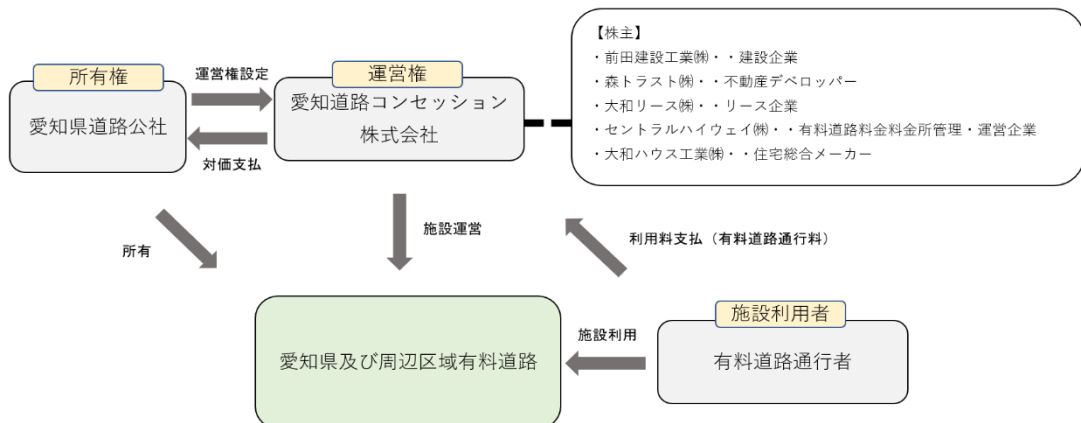 所有権
愛知県道路公社
運営権設定
対価支払
運営権
愛知道路コンセッション
株式会社
【株主】
・前田建設工業㈱・・建設企業
・森トラスト㈱・・不動産デベロッパー
・大和リース㈱・・リース企業
・セントラルハイウェイ㈱・・有料道路料金料金所管理・運営企業
・大和ハウス工業㈱・・住宅総合メーカー
所有
施設運営
利用料支払（有料道路通行料）
愛知県及び周辺区域有料道路
施設利用
施設利用者
有料道路通行者